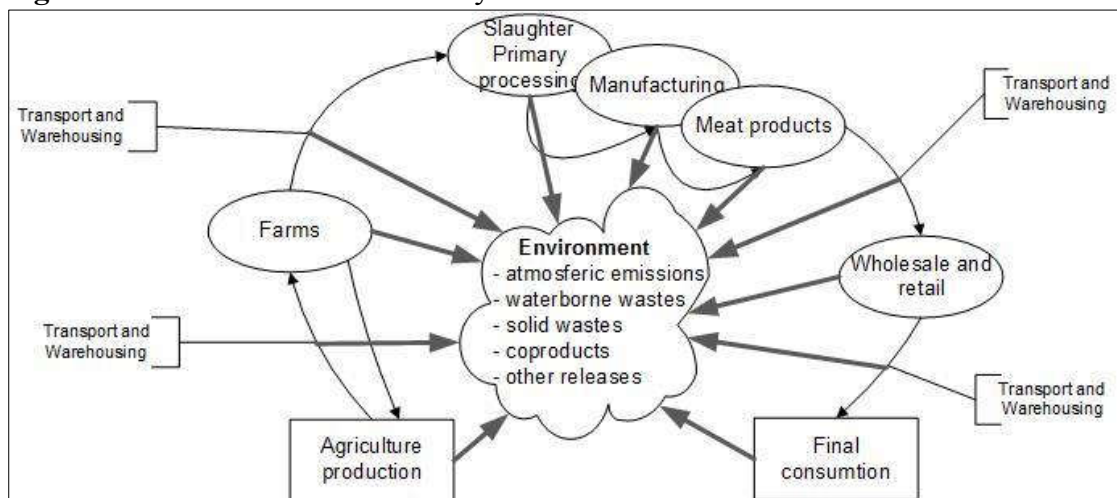 Slaughter
Primary
processing
Manufacturing
Meat products
Transport and
Warehousing
Transport and
Warehousing
Farms
Environment
- atmosferic emissions
- waterborne wastes
- solid wastes
- coproducts
- other releases
Wholesale and
retail
Transport and
Warehousing
Transport and
Warehousing
Agriculture
production
Final
consumtion